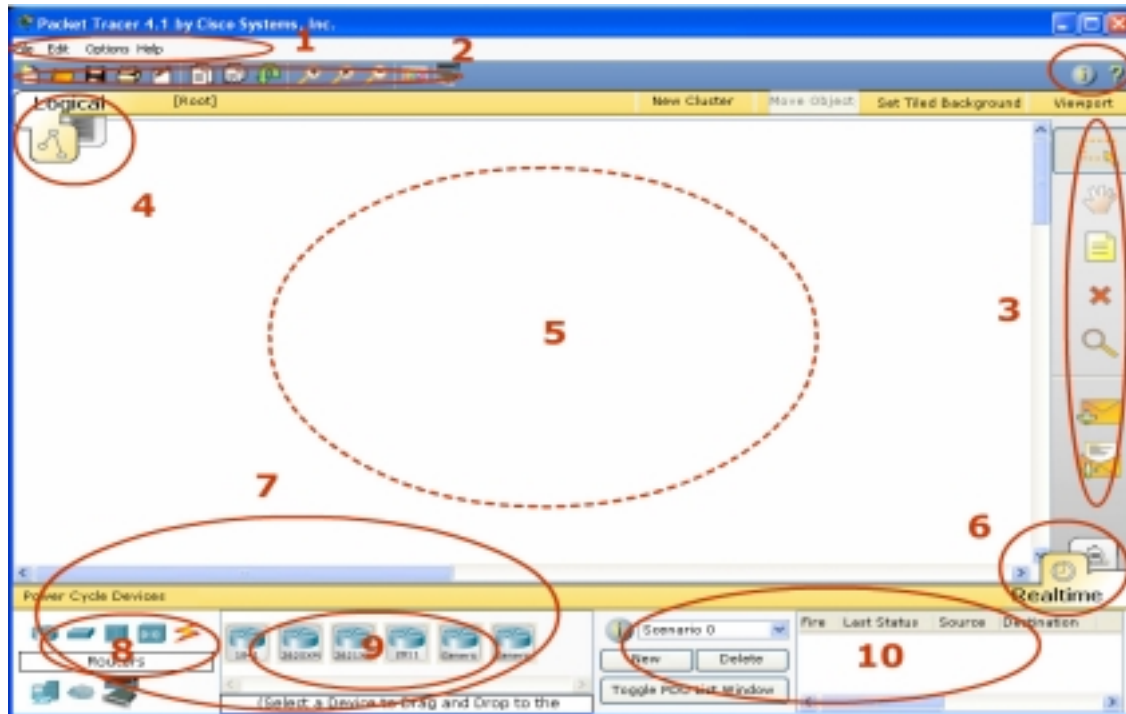 Packet Tracer 4.1 by Cisco Systems, Inc.
Edit Options Help
1
2
Logical [Root] New Cluster Move Object Set Tiled Background Viewport
4
3
5
7
6
Realtime
Power Cycle Devices
Scenario 0
Fire Last Status Source Destination
8
9
10
2620XM
Routers
New Delete
Toggle PDU List Window
(Select a Device to Drag and Drop to the